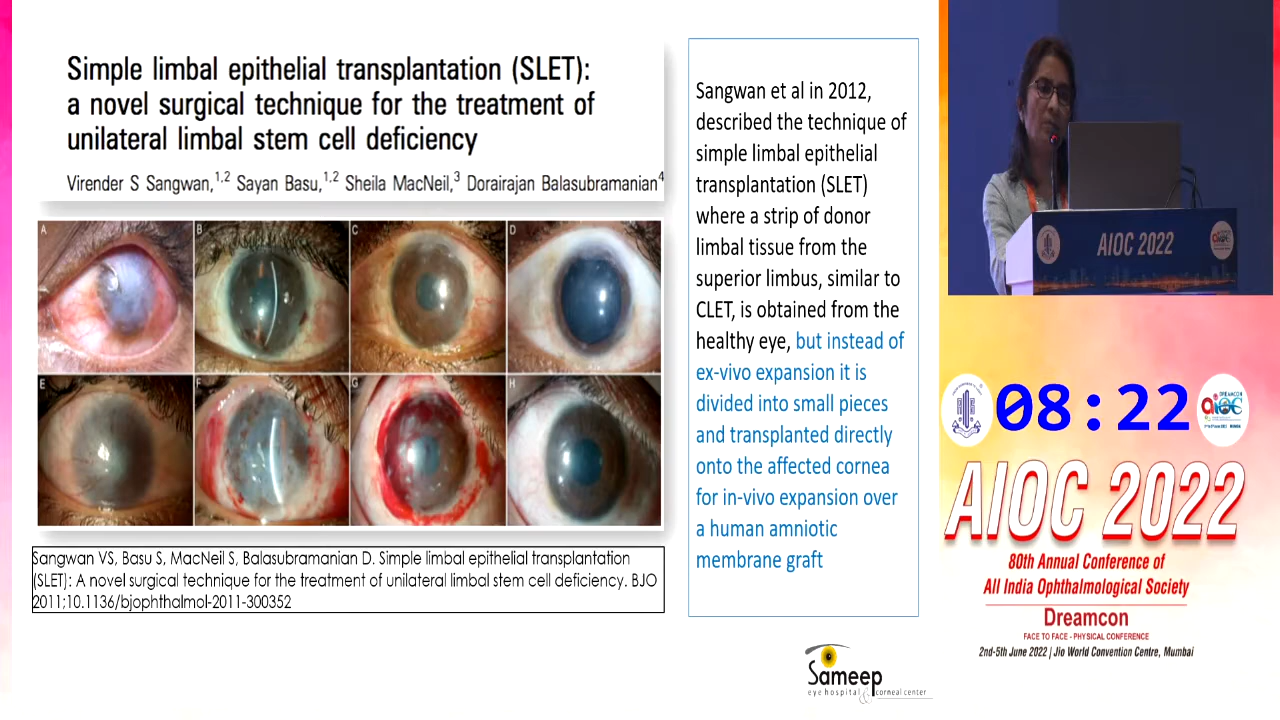 Simple limbal epithelial transplantation (SLET):
a novel surgical technique for the treatment of
unilateral limbal stem cell deficiency
Virender S Sangwan,1,2 Sayan Basu,1,2 Sheila MacNeil,3 Dorairajan Balasubramanian4
A
B
C
D
E
F
G
H
Sangwan VS, Basu S, MacNeil S, Balasubramanian D. Simple limbal epithelial transplantation
(SLET): A novel surgical technique for the treatment of unilateral limbal stem cell deficiency. BJO
2011;10.1136/bjophthalmol-2011-300352
Sangwan et al in 2012,
described the technique of
simple limbal epithelial
transplantation (SLET)
where a strip of donor
limbal tissue from the
superior limbus, similar to
CLET, is obtained from the
healthy eye, but instead of
ex-vivo expansion it is
divided into small pieces
and transplanted directly
onto the affected cornea
for in-vivo expansion over
a human amniotic
membrane graft
Sameep
eye hospital & corneal center
AIOC 2022
08:22
AIOC 2022
80th Annual Conference of
All India Ophthalmological Society
Dreamcon
FACE TO FACE - PHYSICAL CONFERENCE
2nd-5th June 2022 | Jio World Convention Centre, Mumbai